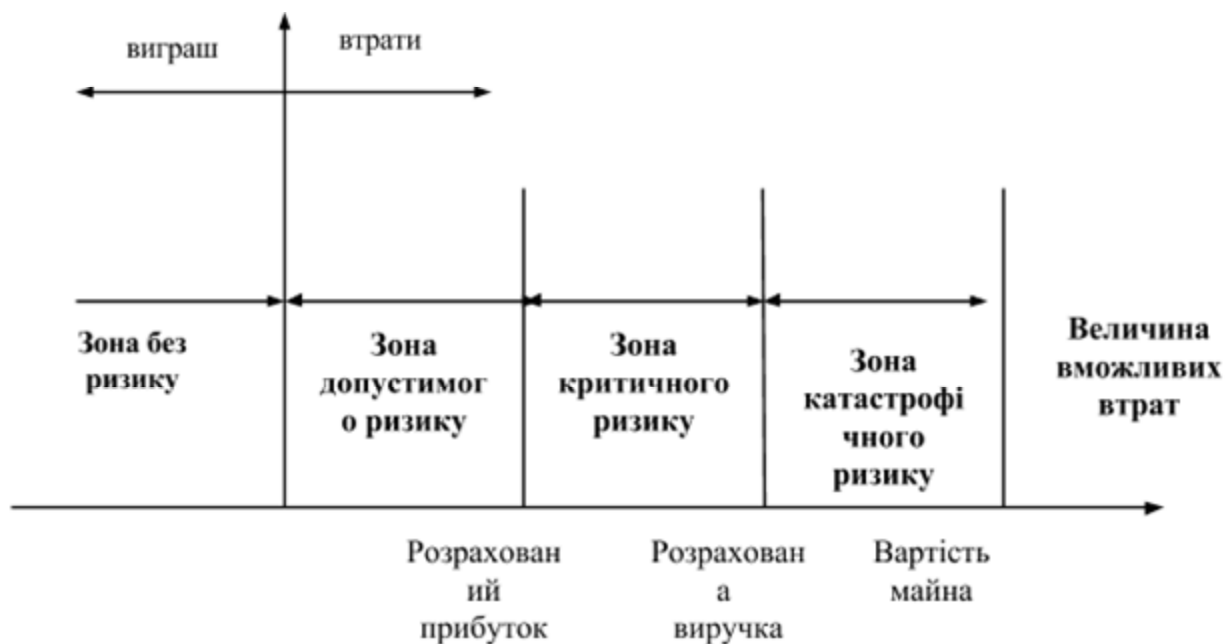 виграш
втрати
Зона без
ризику
Зона
допустимог
о ризику
Зона
критичного
ризику
Зона
катастрофі
чного
ризику
Величина
вможливих
втрат
Розрахован
ий
прибуток
Розрахован
а
виручка
Вартість
майна